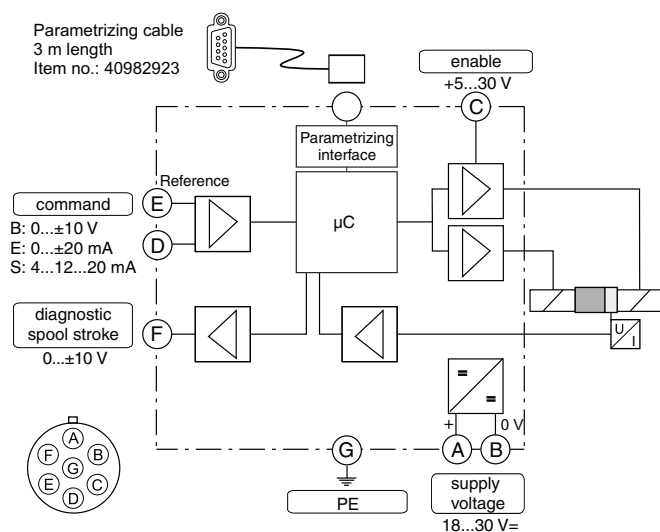 Parametrizing cable
3 m length
Item no.: 40982923
enable
+5...30 V
C
Parametrizing
interface
Reference
command
E
B: 0...±10 V
E: 0...±20 mA
S: 4...12...20 mA
D
µC
diagnostic
spool stroke
F
0...±10 V
U
I
=
=
+
0 V
A
B
G
PE
supply
voltage
18...30 V=
A
F
B
G
E
C
D